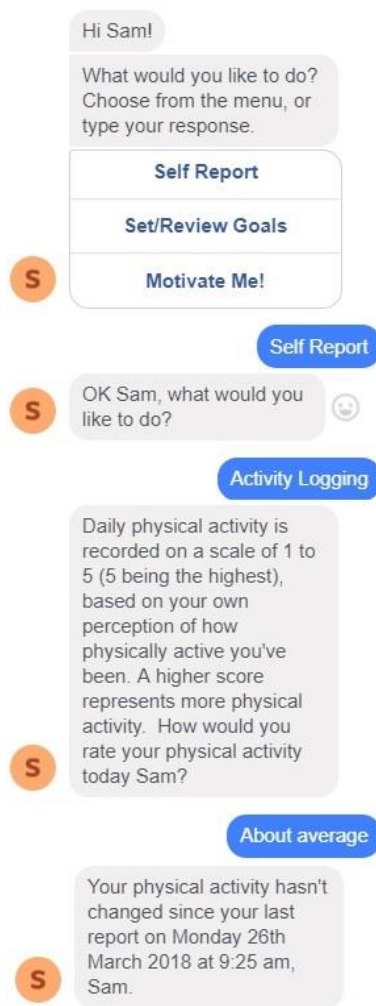 Hi Sam!
What would you like to do?
Choose from the menu, or
type your response.
Self Report
Set/Review Goals
S
Motivate Me!
Self Report
S
OK Sam, what would you
like to do?
Activity Logging
Daily physical activity is
recorded on a scale of 1 to
5 (5 being the highest),
based on your own
perception of how
physically active you've
been. A higher score
represents more physical
activity.  How would you
rate your physical activity
today Sam?
S
About average
Your physical activity hasn't
changed since your last
report on Monday 26th
March 2018 at 9:25 am,
Sam.
S